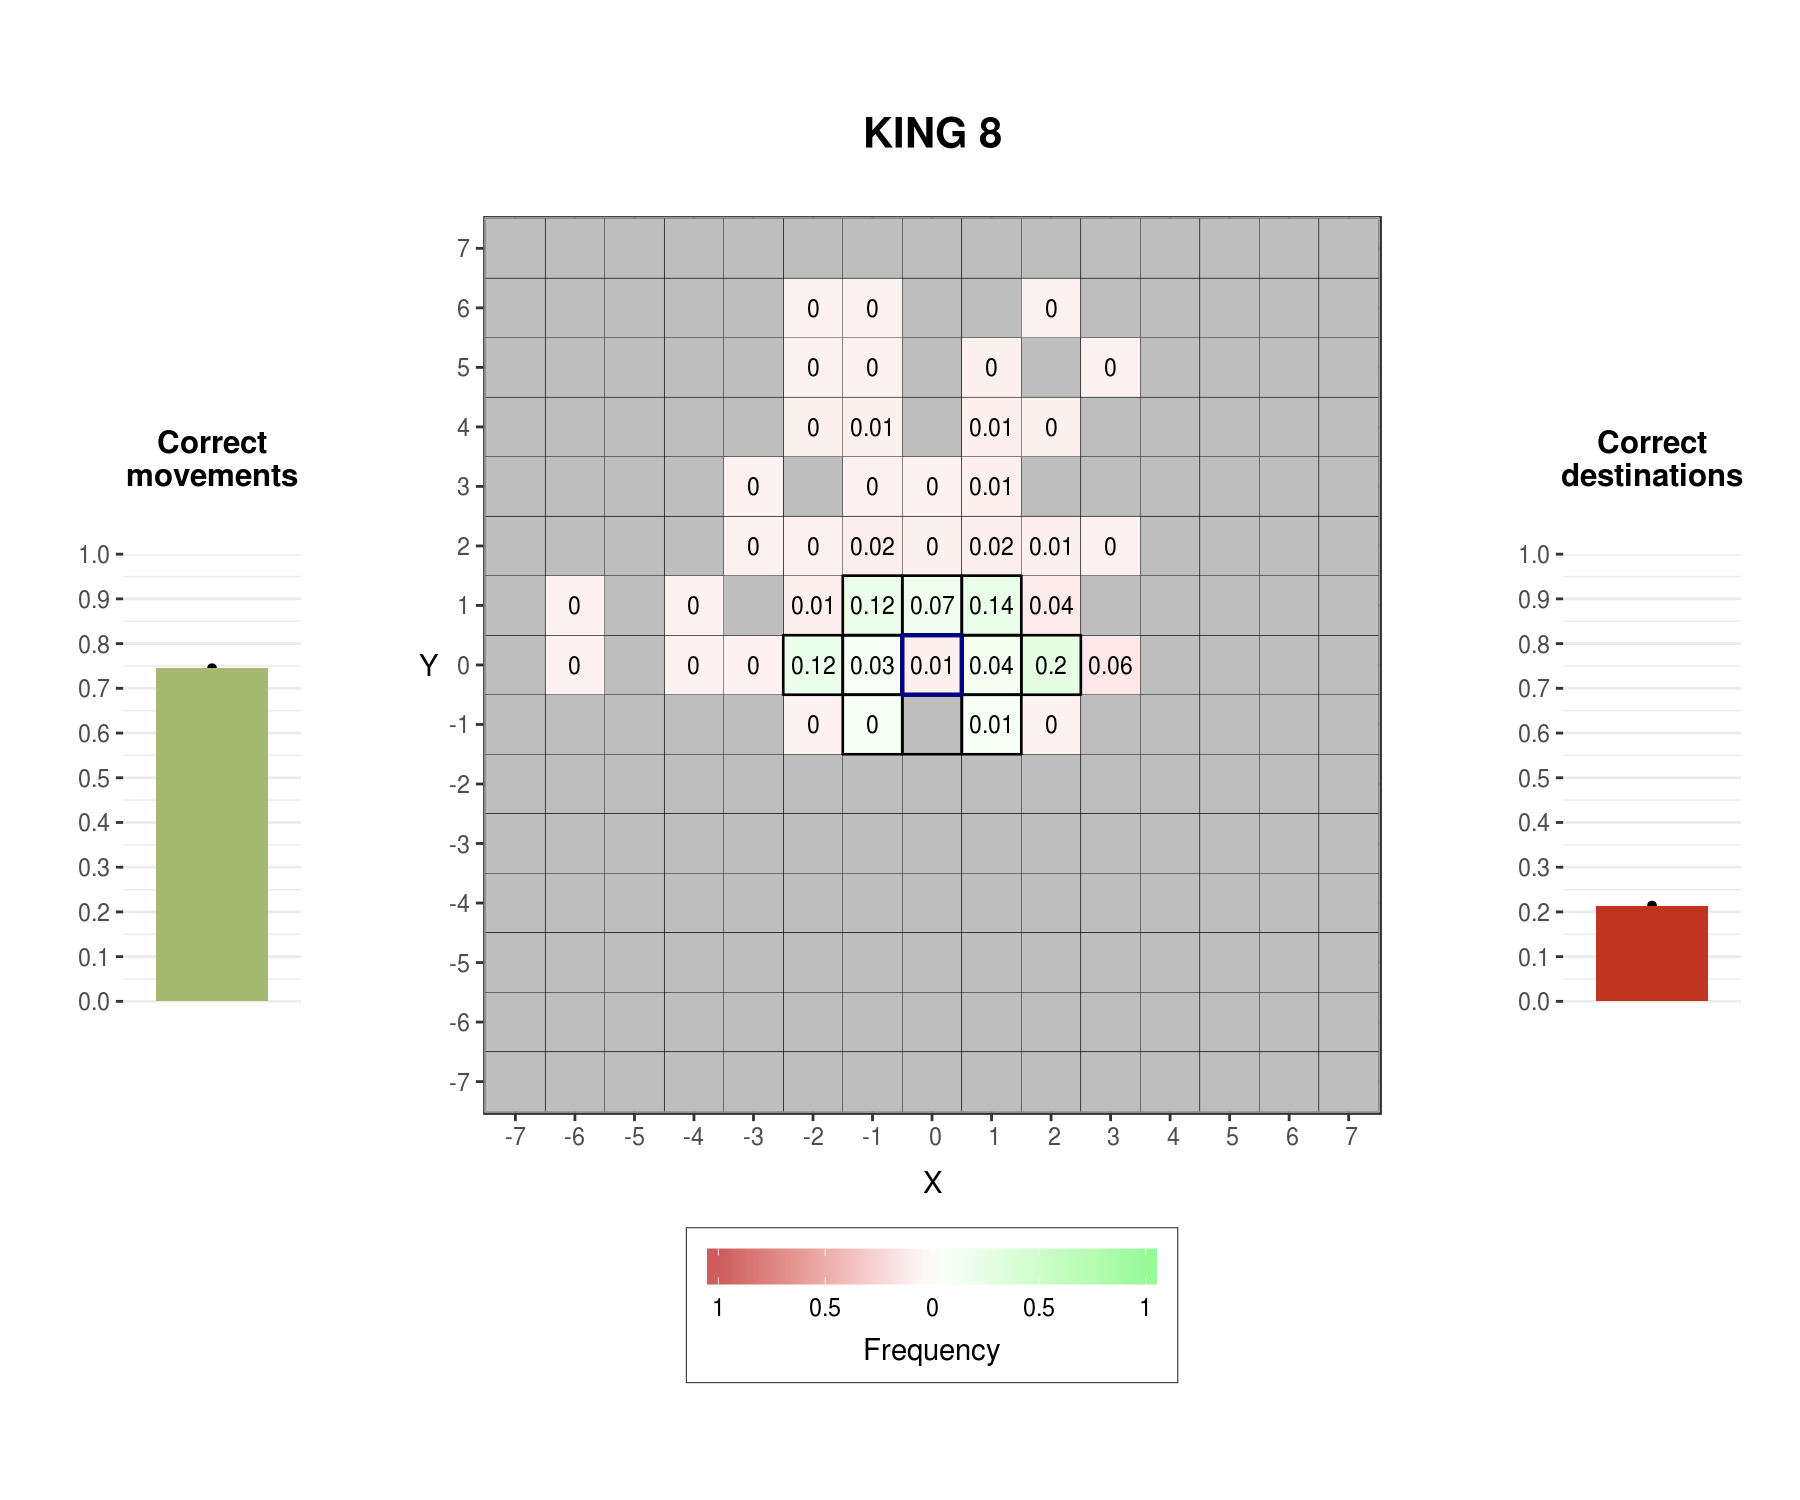 KING 8
Correct
movements
1.0
0.9
0.8
0.7
0.6
0.5
0.4
0.3
0.2
0.1
0.0
Y
7
6 0 0 0
5 0 0 0 0
4 0 0.01 0.01 0
3 0 0 0 0.01
2 0 0 0.02 0 0.02 0.01 0
1 0 0 0.01 0.12 0.07 0.14 0.04
0 0 0 0 0.12 0.03 0.01 0.04 0.2 0.06
-1 0 0 0.01 0
-2
-3
-4
-5
-6
-7
-7 -6 -5 -4 -3 -2 -1 0 1 2 3 4 5 6 7
X
1 0.5 0 0.5 1
Frequency
Correct
destinations
1.0
0.9
0.8
0.7
0.6
0.5
0.4
0.3
0.2
0.1
0.0